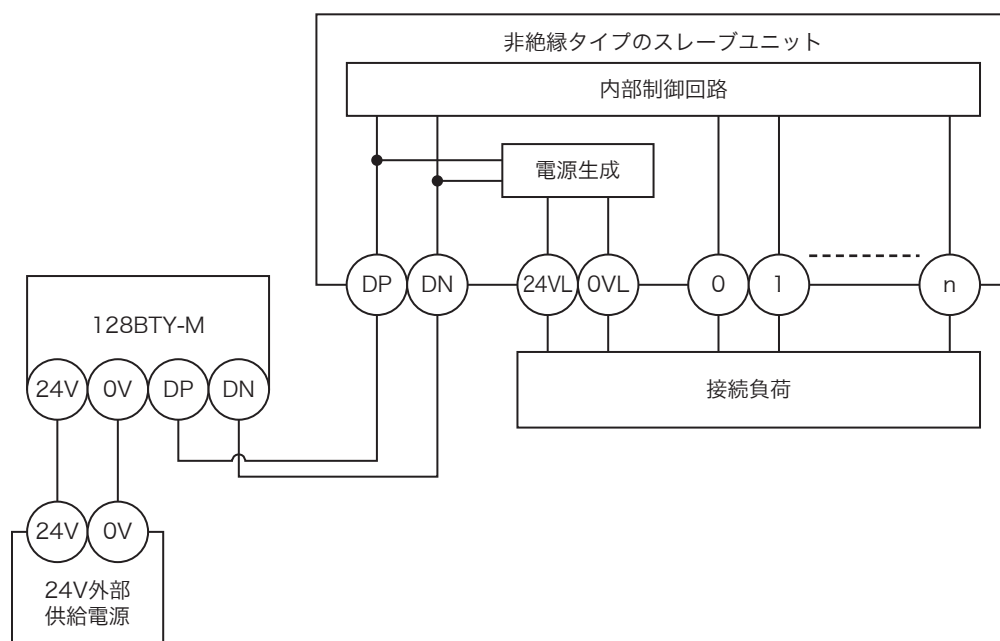 非絶縁タイプのスレーブユニット
内部制御回路
電源生成
DP DN 24VL 0VL 0 1 n
128BTY-M
24V 0V DP DN
接続負荷
24V 0V
24V外部
供給電源